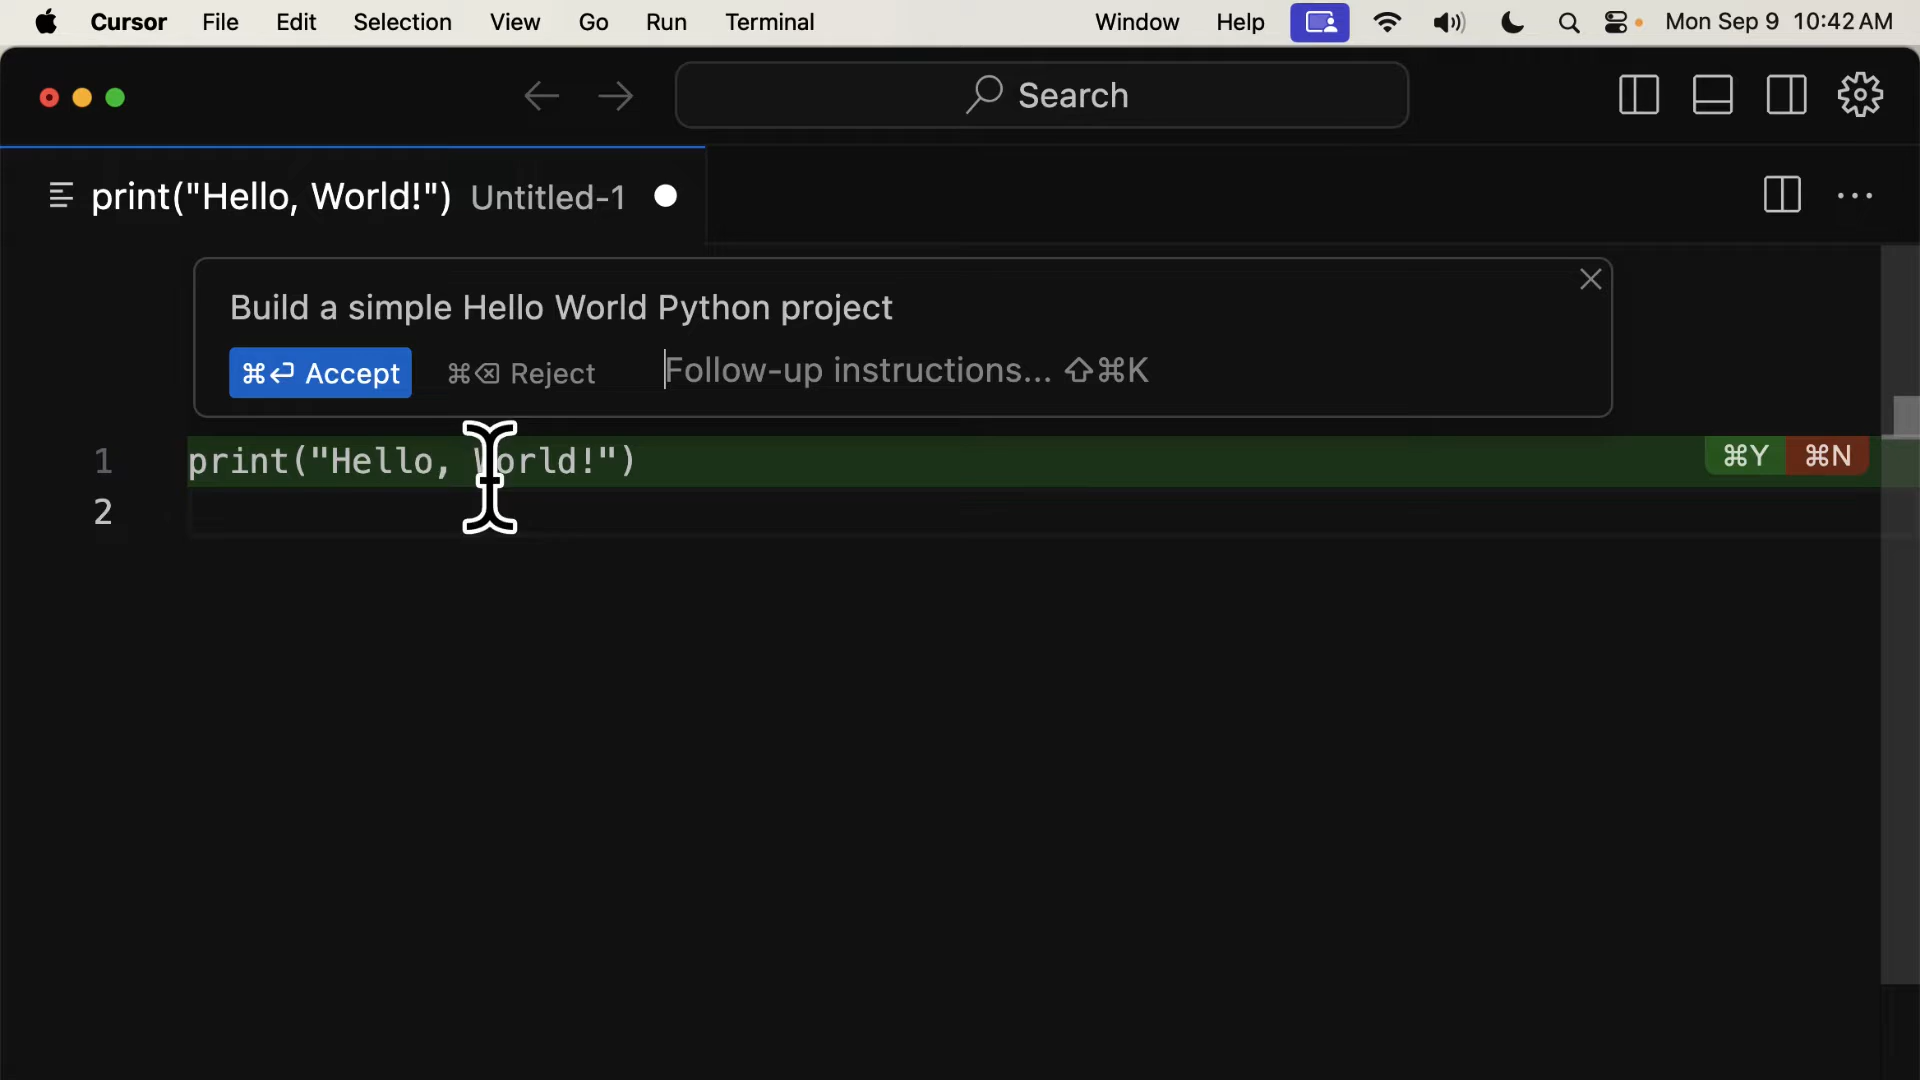 Cursor File Edit Selection View Go Run Terminal Window Help Mon Sep 9 10:42 AM
Search
print("Hello, World!") Untitled-1
Build a simple Hello World Python project
⌘⏎ Accept ⌘⌫ Reject Follow-up instructions... ⇧⌘K
1 print("Hello, World!") ⌘Y ⌘N
2